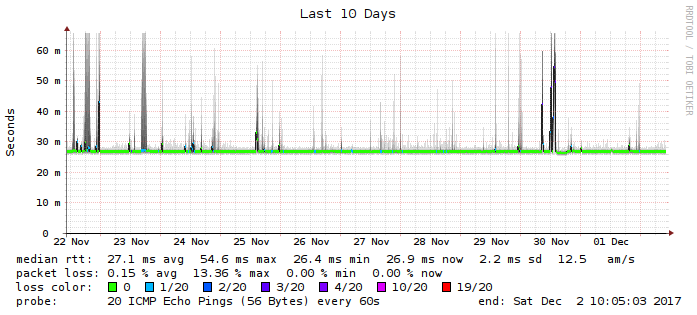 Last 10 Days
RRDTOOL / TOBI OETIKER
Seconds
60 m
50 m
40 m
30 m
20 m
10 m
0
22 Nov 23 Nov 24 Nov 25 Nov 26 Nov 27 Nov 28 Nov 29 Nov 30 Nov 01 Dec
median rtt: 27.1 ms avg 54.6 ms max 26.4 ms min 26.9 ms now 2.2 ms sd 12.5 am/s
packet loss: 0.15 % avg 13.36 % max 0.00 % min 0.00 % now
loss color: 0 1/20 2/20 3/20 4/20 10/20 19/20
probe: 20 ICMP Echo Pings (56 Bytes) every 60s end: Sat Dec 2 10:05:03 2017